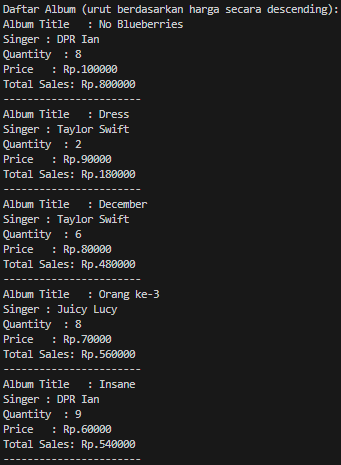 Daftar Album (urut berdasarkan harga secara descending):
Album Title   : No Blueberries
Singer : DPR Ian
Quantity  : 8
Price   : Rp.100000
Total Sales: Rp.800000
-----------------------
Album Title   : Dress
Singer : Taylor Swift
Quantity  : 2
Price   : Rp.90000
Total Sales: Rp.180000
-----------------------
Album Title   : December
Singer : Taylor Swift
Quantity  : 6
Price   : Rp.80000
Total Sales: Rp.480000
-----------------------
Album Title   : Orang ke-3
Singer : Juicy Lucy
Quantity  : 8
Price   : Rp.70000
Total Sales: Rp.560000
-----------------------
Album Title   : Insane
Singer : DPR Ian
Quantity  : 9
Price   : Rp.60000
Total Sales: Rp.540000
-----------------------